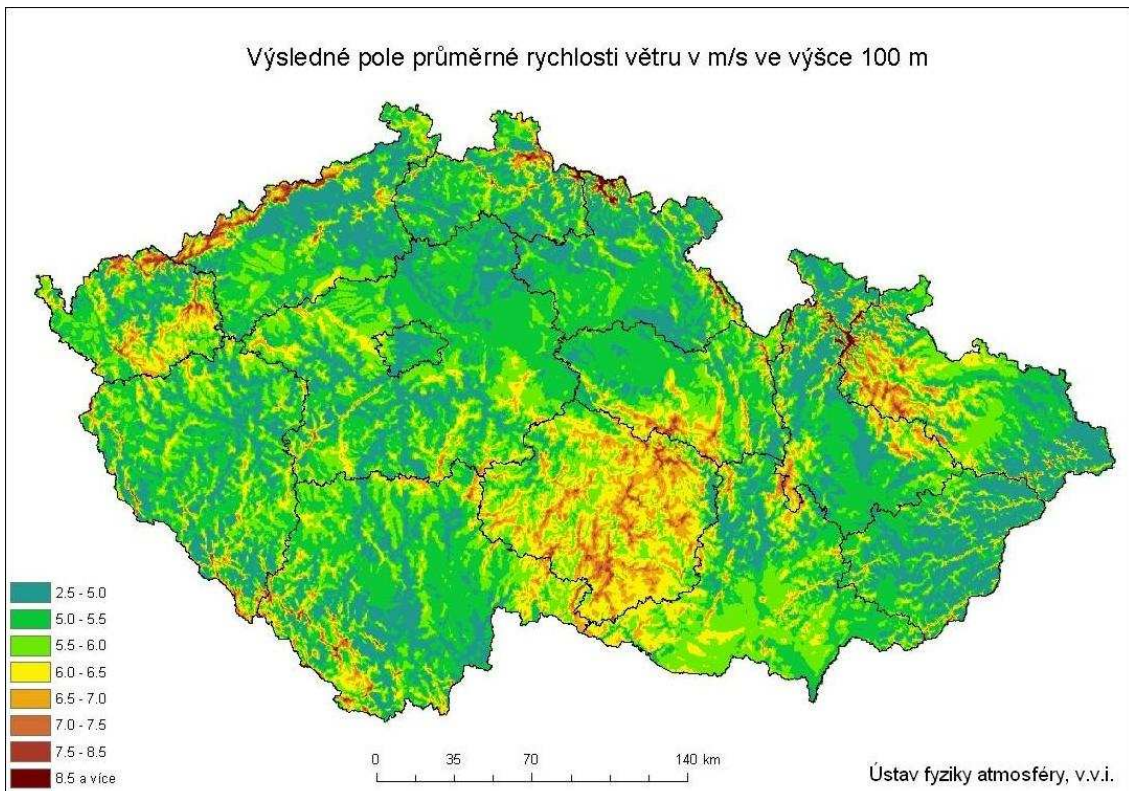 Výsledné pole průměrné rychlosti větru v m/s ve výšce 100 m
2.5 - 5.0
5.0 - 5.5
5.5 - 6.0
6.0 - 6.5
6.5 - 7.0
7.0 - 7.5
7.5 - 8.5
8.5 a více
0 35 70 140 km
Ústav fyziky atmosféry, v.v.i.